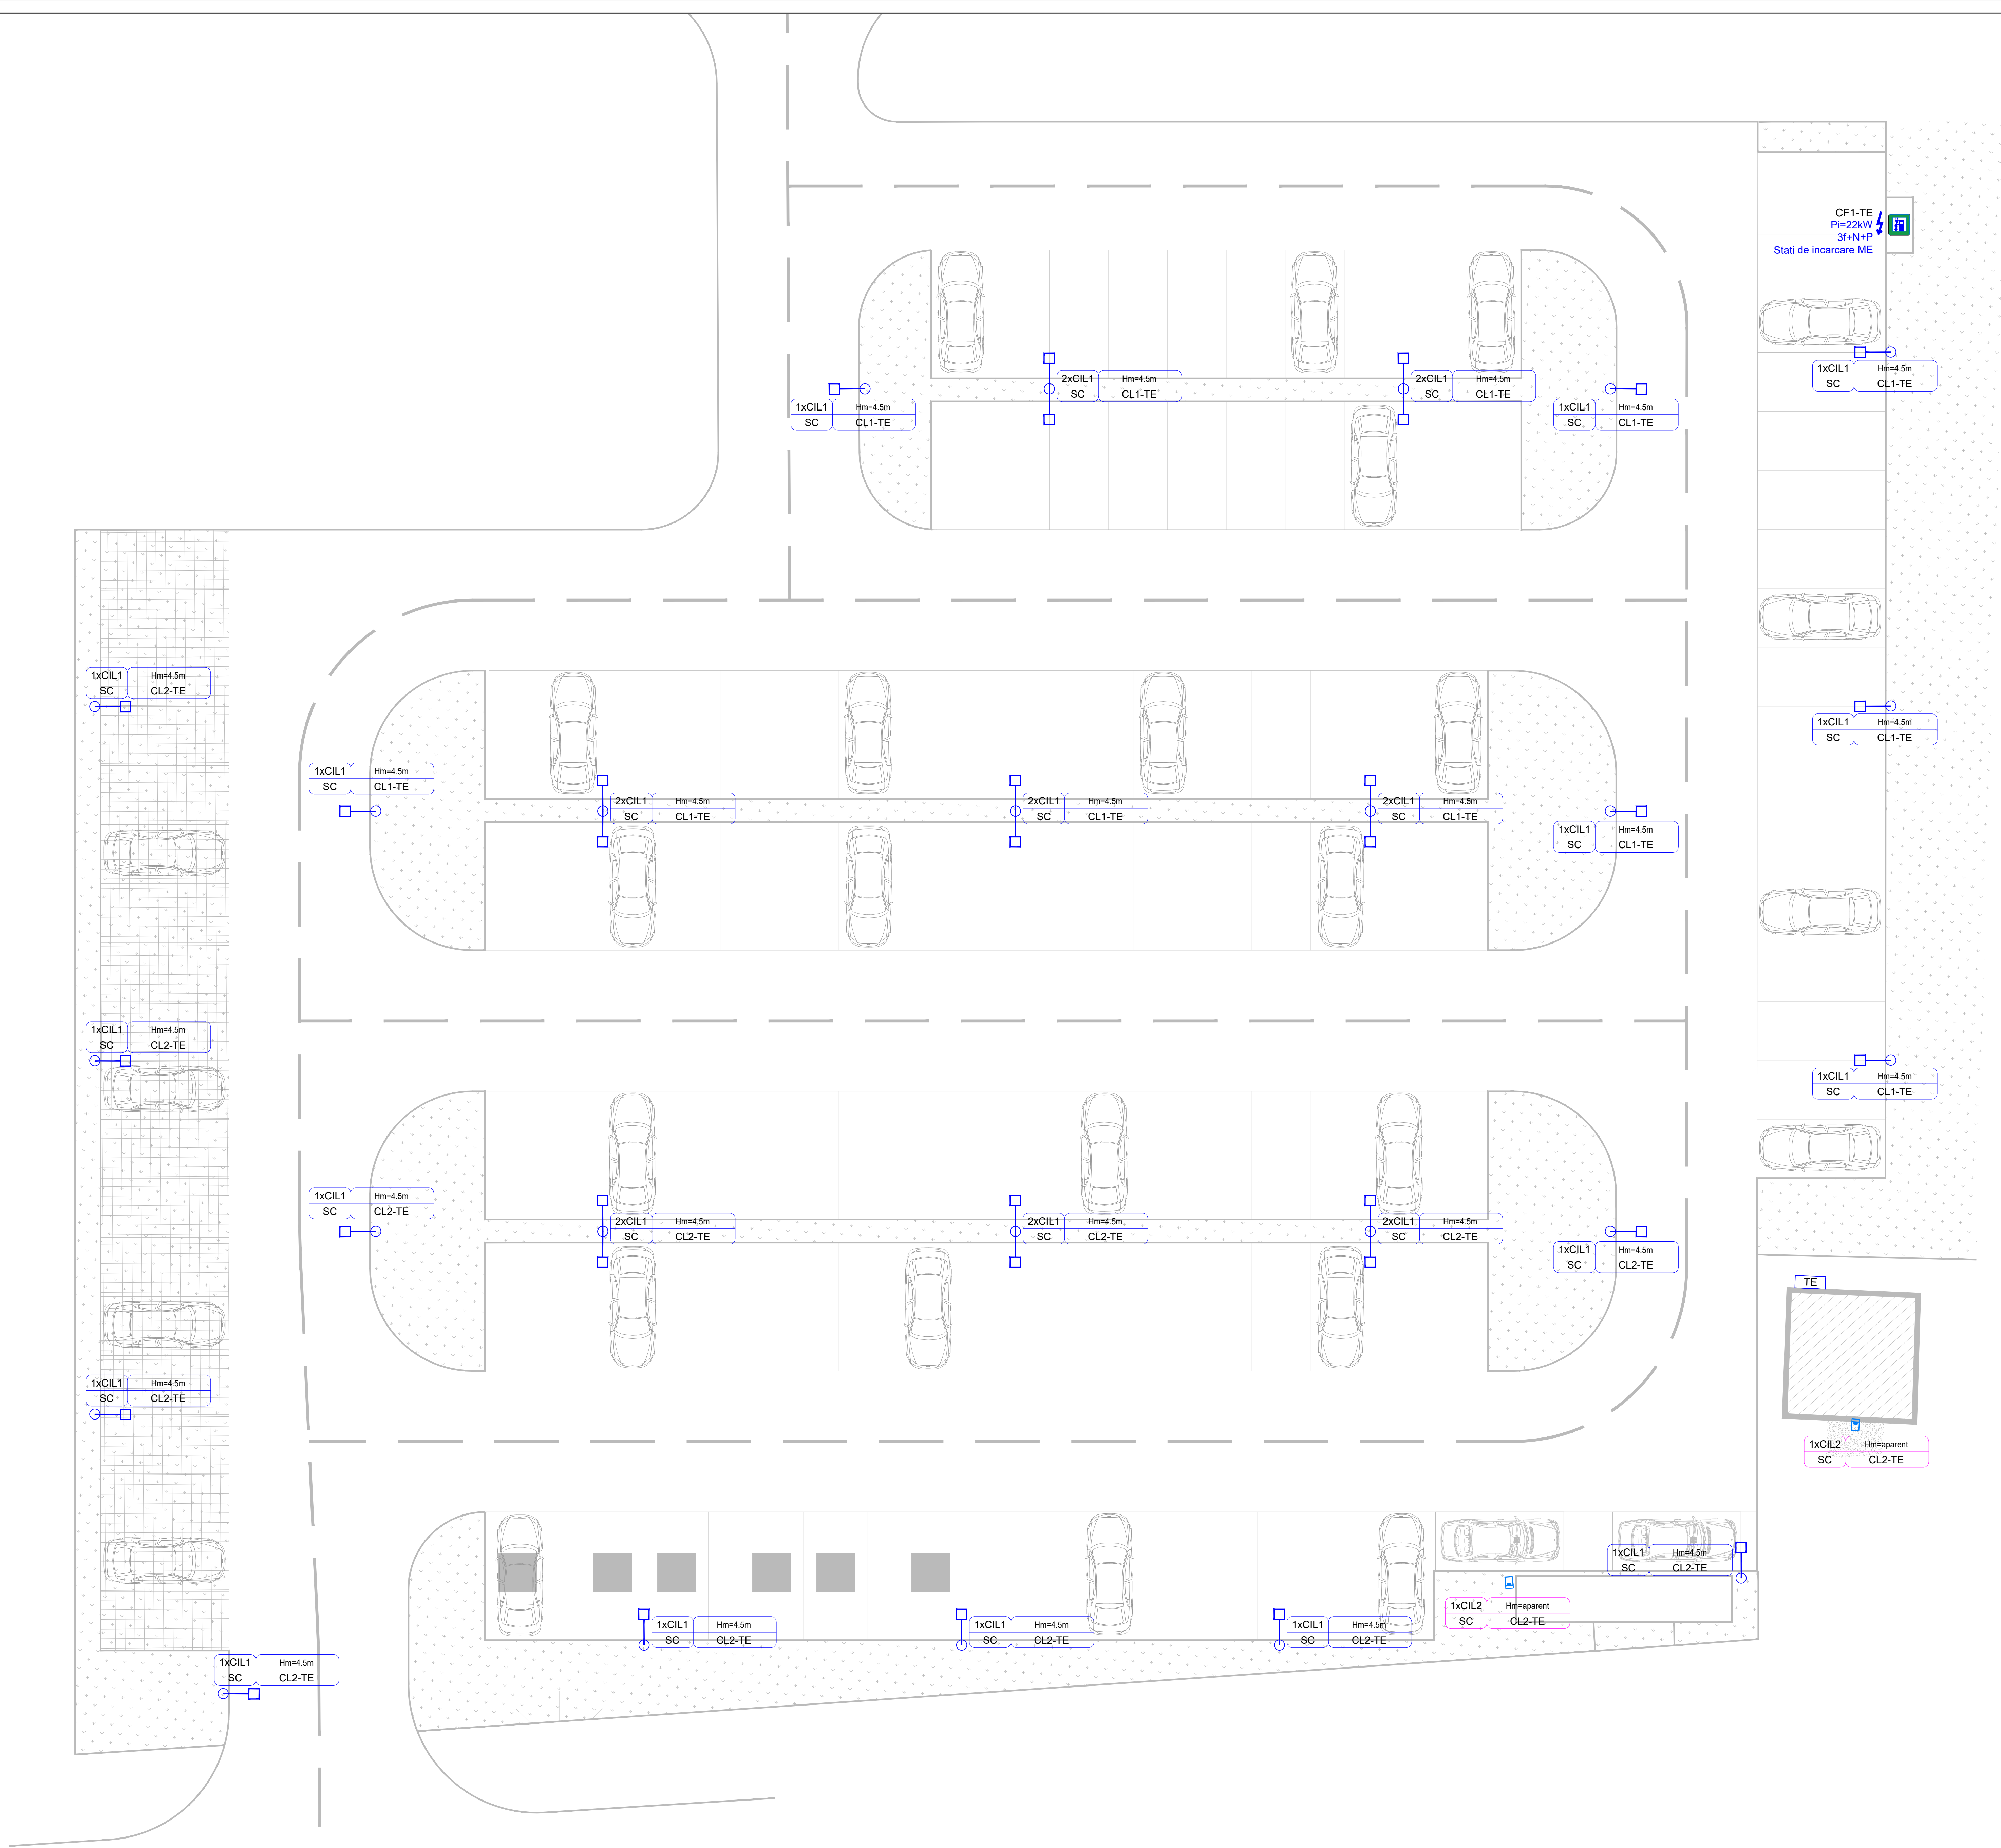 CF1-TE
Pi=22kW
3f+N+P
Stati de incarcare ME
1xCIL1 Hm=4.5m
SC CL1-TE
2xCIL1 Hm=4.5m
SC CL1-TE
2xCIL1 Hm=4.5m
SC CL1-TE
1xCIL1 Hm=4.5m
SC CL1-TE
1xCIL1 Hm=4.5m
SC CL1-TE
1xCIL1 Hm=4.5m
SC CL2-TE
1xCIL1 Hm=4.5m
SC CL1-TE
1xCIL1 Hm=4.5m
SC CL1-TE
2xCIL1 Hm=4.5m
SC CL1-TE
2xCIL1 Hm=4.5m
SC CL1-TE
2xCIL1 Hm=4.5m
SC CL1-TE
1xCIL1 Hm=4.5m
SC CL1-TE
1xCIL1 Hm=4.5m
SC CL2-TE
1xCIL1 Hm=4.5m
SC CL1-TE
1xCIL1 Hm=4.5m
SC CL2-TE
2xCIL1 Hm=4.5m
SC CL2-TE
2xCIL1 Hm=4.5m
SC CL2-TE
2xCIL1 Hm=4.5m
SC CL2-TE
1xCIL1 Hm=4.5m
SC CL2-TE
TE
1xCIL1 Hm=4.5m
SC CL2-TE
1xCIL2 Hm=aparent
SC CL2-TE
1xCIL1 Hm=4.5m
SC CL2-TE
1xCIL2 Hm=aparent
SC CL2-TE
1xCIL1 Hm=4.5m
SC CL2-TE
1xCIL1 Hm=4.5m
SC CL2-TE
1xCIL1 Hm=4.5m
SC CL2-TE
1xCIL1 Hm=4.5m
SC CL2-TE